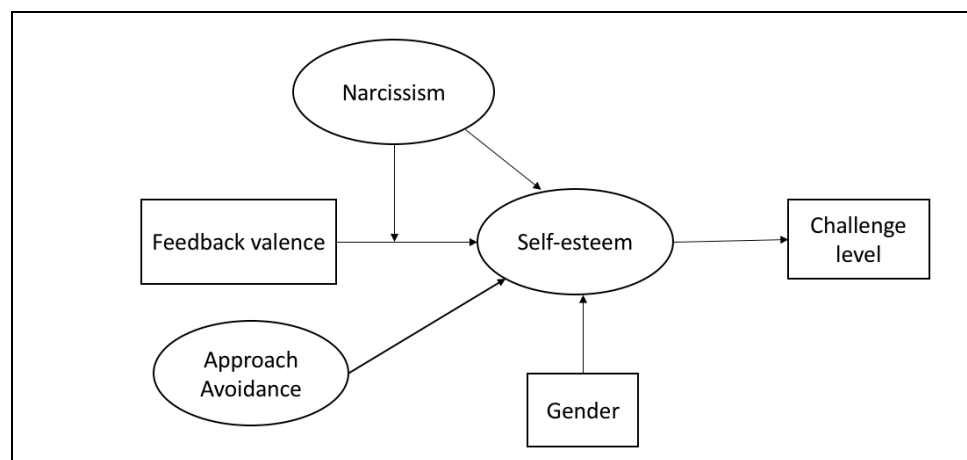 Narcissism
Feedback valence
Self-esteem
Challenge
level
Approach
Avoidance
Gender